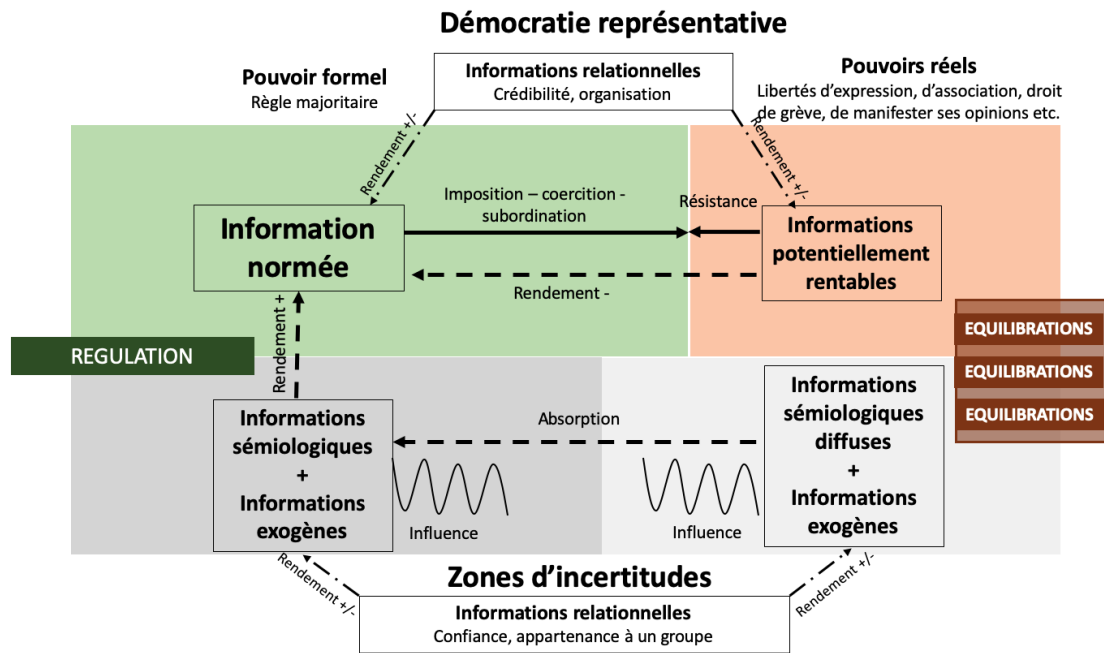 Démocratie représentative
Pouvoir formel
Règle majoritaire
Informations relationnelles
Crédibilité, organisation
Pouvoirs réels
Libertés d'expression, d'association, droit
de grève, de manifester ses opinions etc.
Rendement +/-
Rendement +/-
Imposition – coercition -
subordination
Résistance
Information
normée
Informations
potentiellement
rentables
Rendement -
Rendement +
REGULATION
EQUILIBRATIONS
EQUILIBRATIONS
EQUILIBRATIONS
Informations
sémiologiques
+
Informations
exogènes
Absorption
Influence
Influence
Informations
sémiologiques
diffuses
+
Informations
exogènes
Rendement +/-
Zones d'incertitudes
Rendement +/-
Informations relationnelles
Confiance, appartenance à un groupe